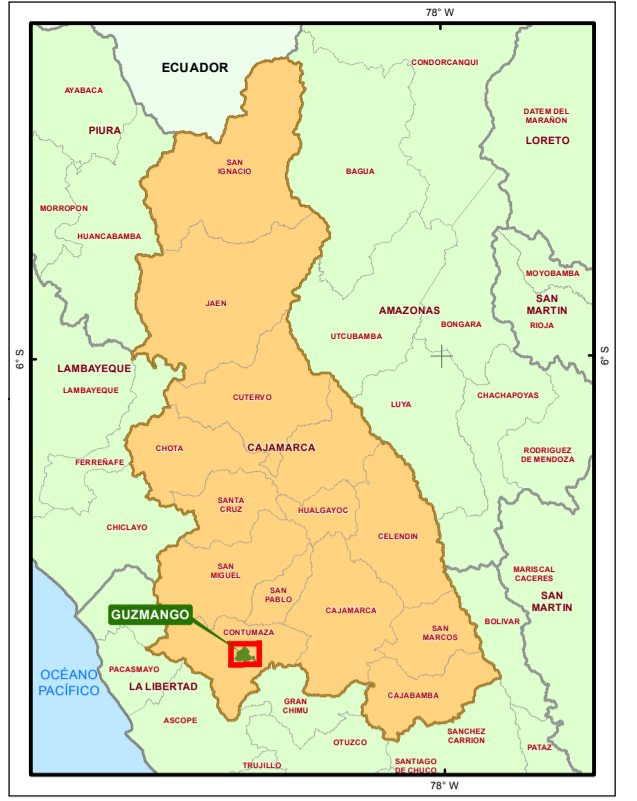 78° W
ECUADOR
CONDORCANQUI
AYABACA
DATEM DEL
MARAÑON
PIURA
LORETO
SAN
IGNACIO
BAGUA
MORROPON
HUANCABAMBA
MOYOBAMBA
JAEN
SAN
MARTIN
AMAZONAS
BONGARA
RIOJA
UTCUBAMBA
6° S
6° S
LAMBAYEQUE
LAMBAYEQUE
CUTERVO
CHACHAPOYAS
LUYA
CHOTA
CAJAMARCA
RODRIGUEZ
DE MENDOZA
FERREÑAFE
SANTA
CRUZ
HUALGAYOC
CHICLAYO
CELENDIN
SAN
MIGUEL
MARISCAL
CACERES
SAN
PABLO
SAN
MARTIN
GUZMANGO
CAJAMARCA
BOLIVAR
CONTUMAZA
SAN
MARCOS
OCÉANO
PACÍFICO
PACASMAYO
LA LIBERTAD
CAJABAMBA
GRAN
CHIMU
ASCOPE
SANCHEZ
CARRION
OTUZCO
PATAZ
TRUJILLO
SANTIAGO
DE CHUCO
78° W